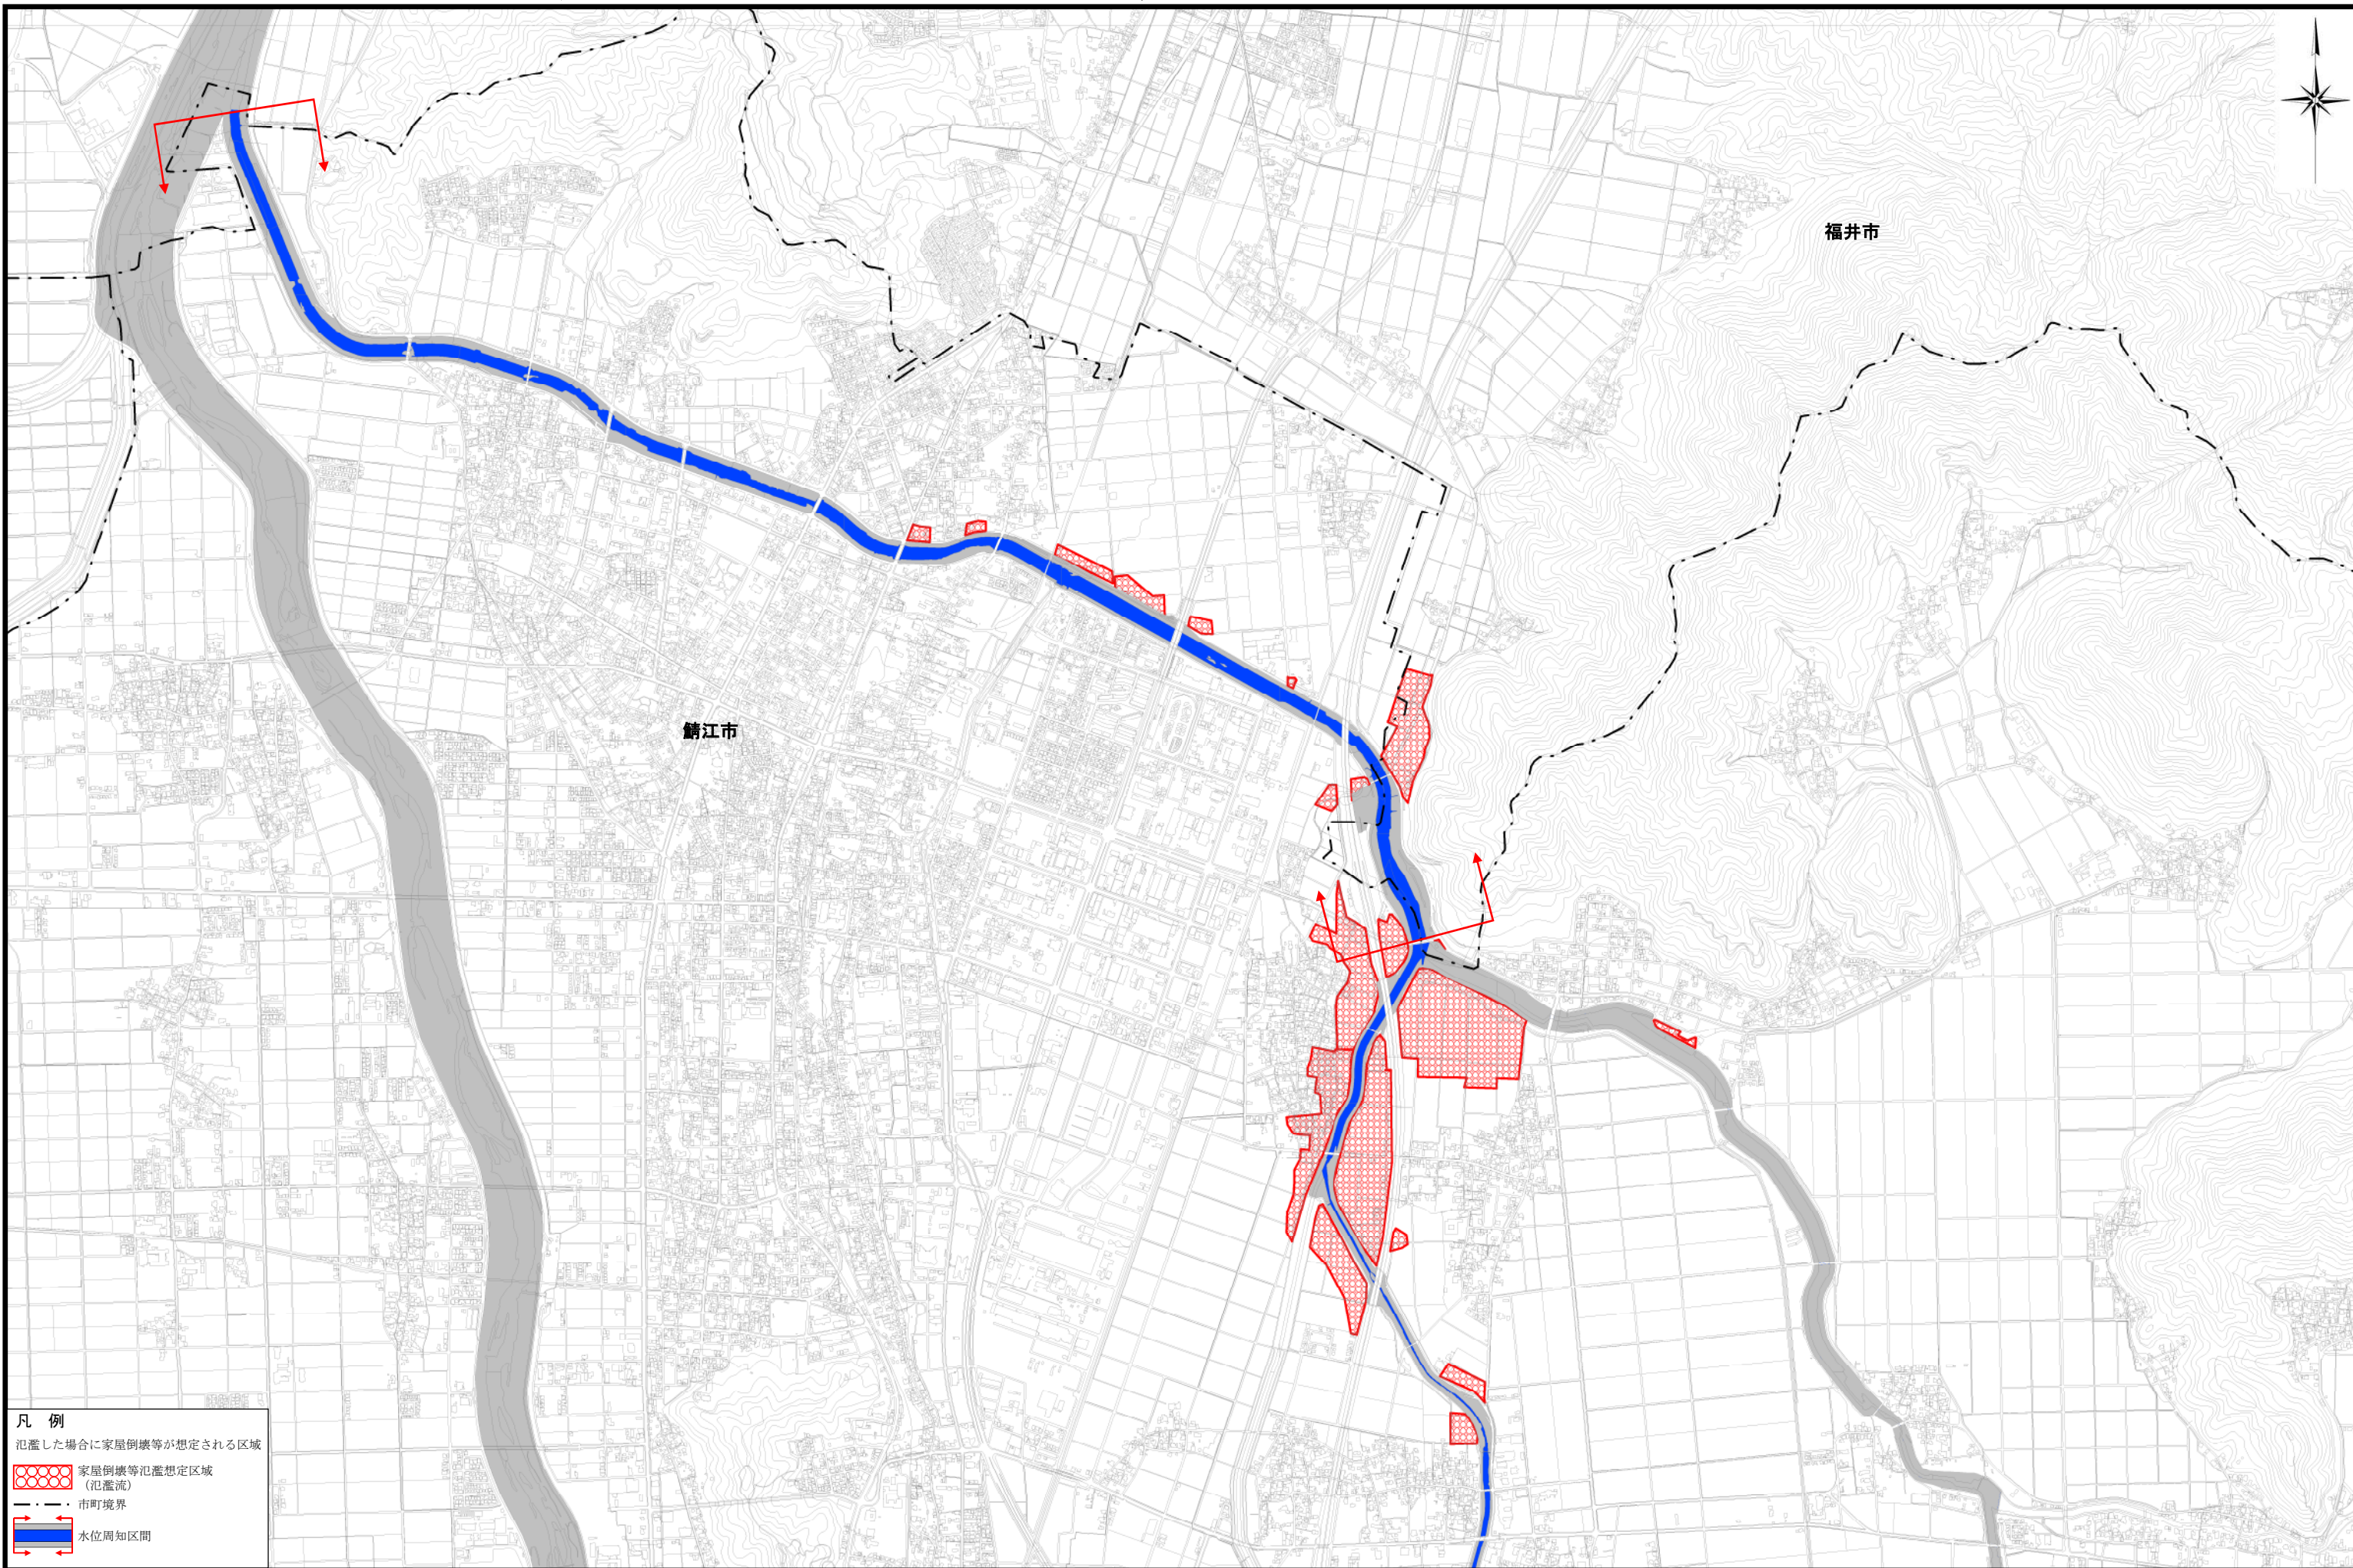 福井市
鯖江市
凡　例
氾濫した場合に家屋倒壊等が想定される区域
家屋倒壊等氾濫想定区域
（氾濫流）
市町境界
水位周知区間